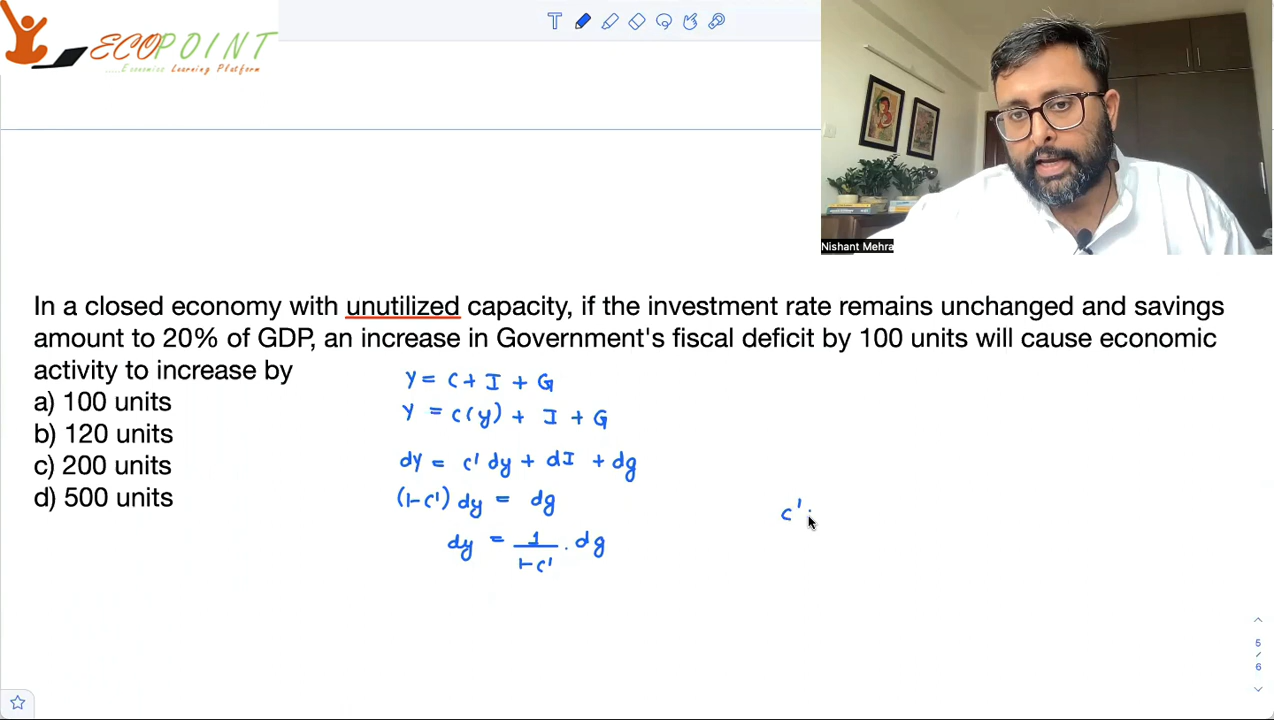 ECOPOINT
.....Economics Learning Platform
T
Nishant Mehra
In a closed economy with unutilized capacity, if the investment rate remains unchanged and savings
amount to 20% of GDP, an increase in Government's fiscal deficit by 100 units will cause economic
activity to increase by
a) 100 units
b) 120 units
c) 200 units
d) 500 units
Y = C + I + G
Y = C(y) + I + G
dY = c' dy + dI + dg
(1-c') dy = dg
dy = 1/1-c' . dg
c'
5
/
6